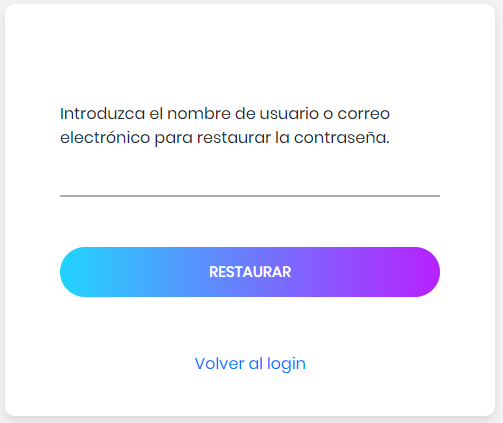 Introduzca el nombre de usuario o correo
electrónico para restaurar la contraseña.
RESTAURAR
Volver al login